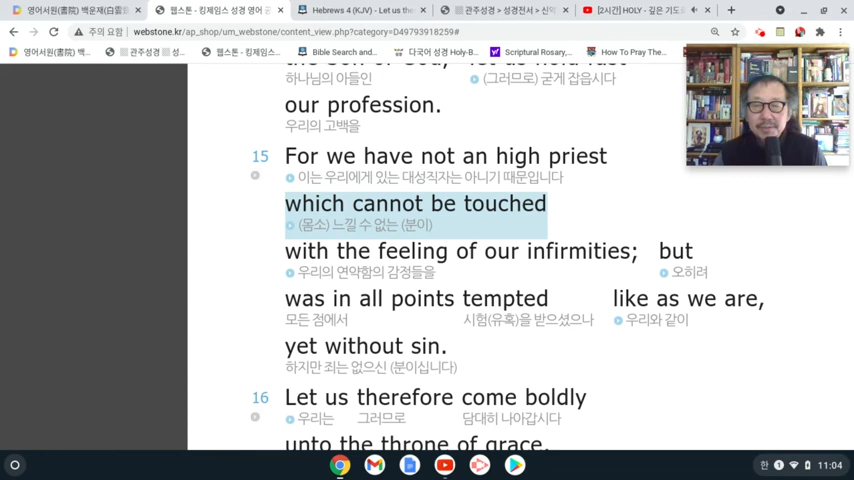 영어서원(書院) 백운재(白雲齋
웹스톤 - 킹제임스 성경 영어 공
Hebrews 4 (KJV) - Let us the
관주성경 > 성경전서 > 신약
[2시간] HOLY - 깊은 기도로
주의 요함 webstone.kr/ap_shop/um_webstone/content_view.php?category=D4979318259#
영어서원(書院) 백... 관주성경 성... 웹스톤 - 킹제임스... Bible Search and... 다국어 성경 Holy-B... Scriptural Rosary,... How To Pray The...
the Son of God, let us hold fast
하나님의 아들인 (그러므로) 굳게 잡읍시다
our profession.
우리의 고백을
15 For we have not an high priest
이는 우리에게 있는 대성직자는 아니기 때문입니다
which cannot be touched
(몸소) 느낄 수 없는 (분이)
with the feeling of our infirmities; but
우리의 연약함의 감정들을 오히려
was in all points tempted like as we are,
모든 점에서 시험(유혹)을 받으셨으나 우리와 같이
yet without sin.
하지만 죄는 없으신 (분이십니다)
16 Let us therefore come boldly
우리는 그러므로 담대히 나아갑시다
unto the throne of grace,
한 1 11:04